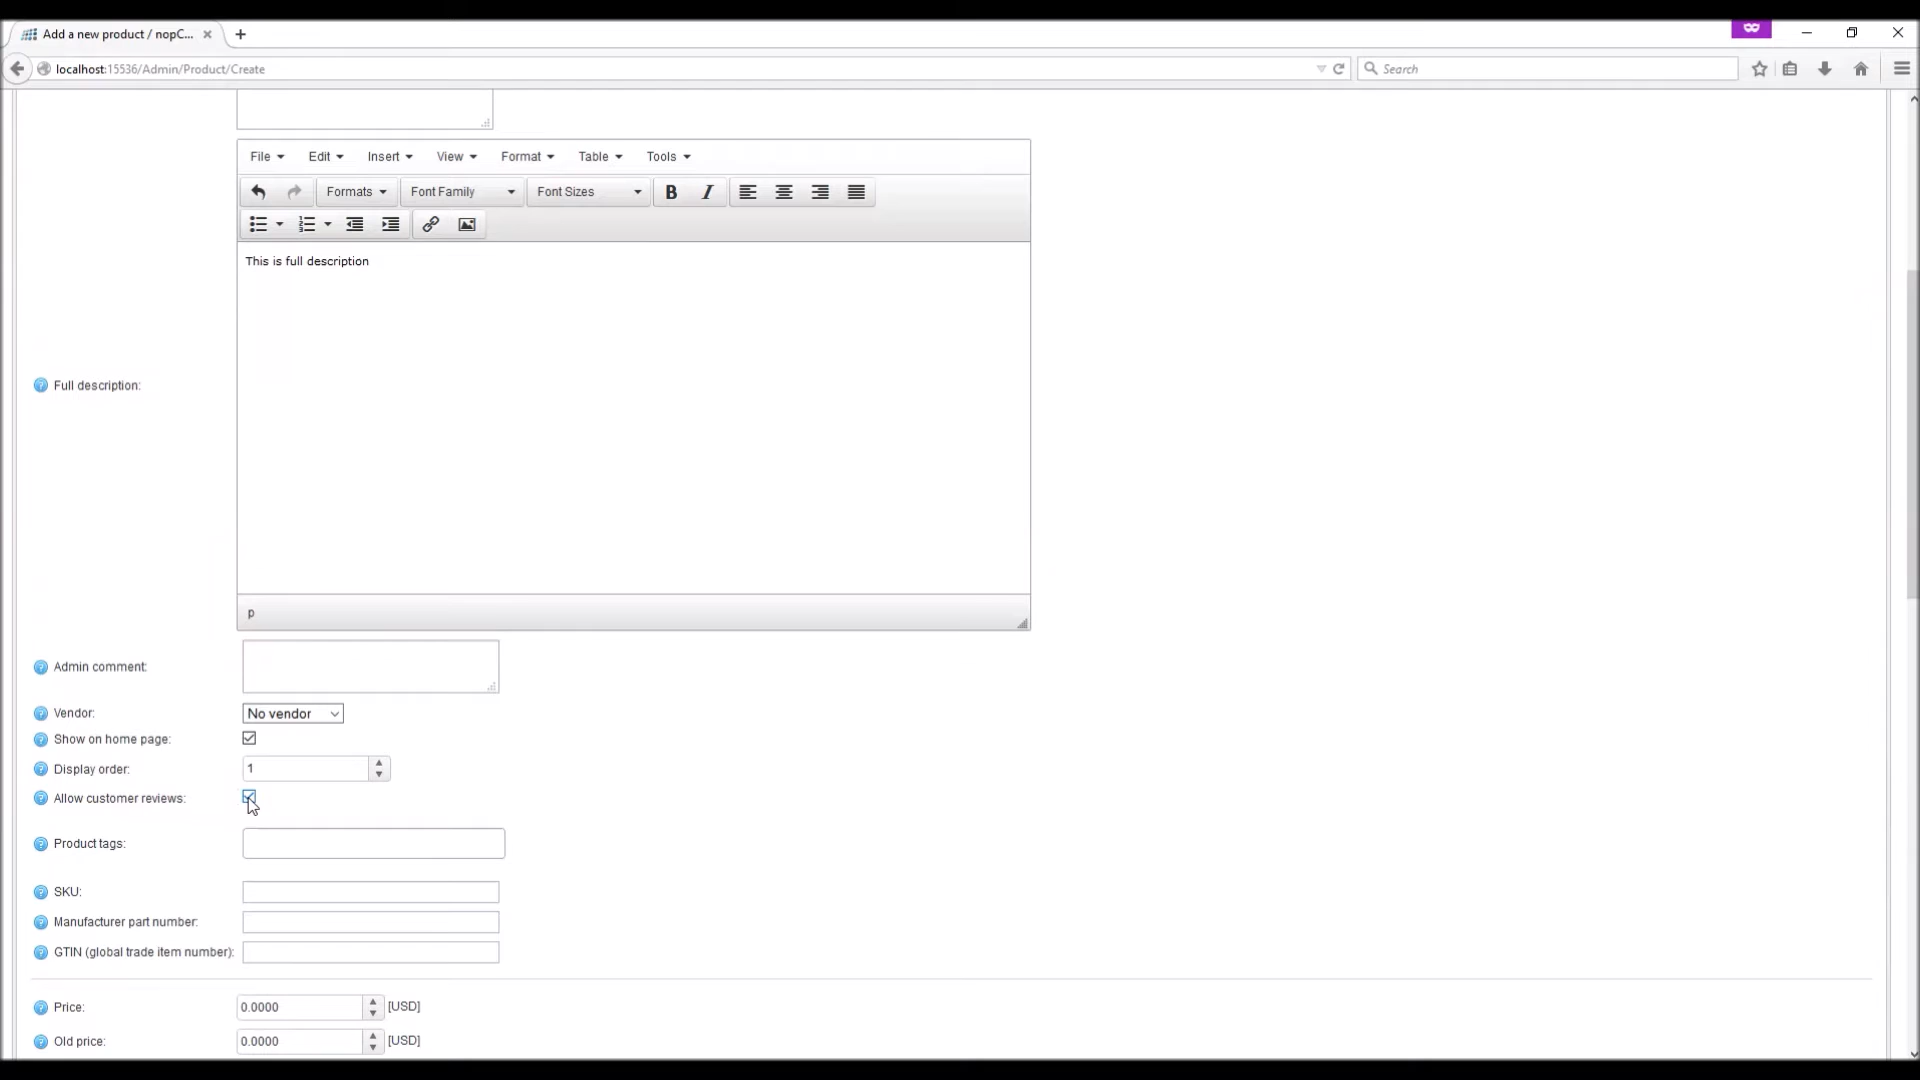 Add a new product / nopC...
localhost:15536/Admin/Product/Create
Search
File Edit Insert View Format Table Tools
Formats Font Family Font Sizes B I
This is full description
Full description:
p
Admin comment:
Vendor: No vendor
Show on home page:
Display order: 1
Allow customer reviews:
Product tags:
SKU:
Manufacturer part number:
GTIN (global trade item number):
Price: 0.0000 [USD]
Old price: 0.0000 [USD]